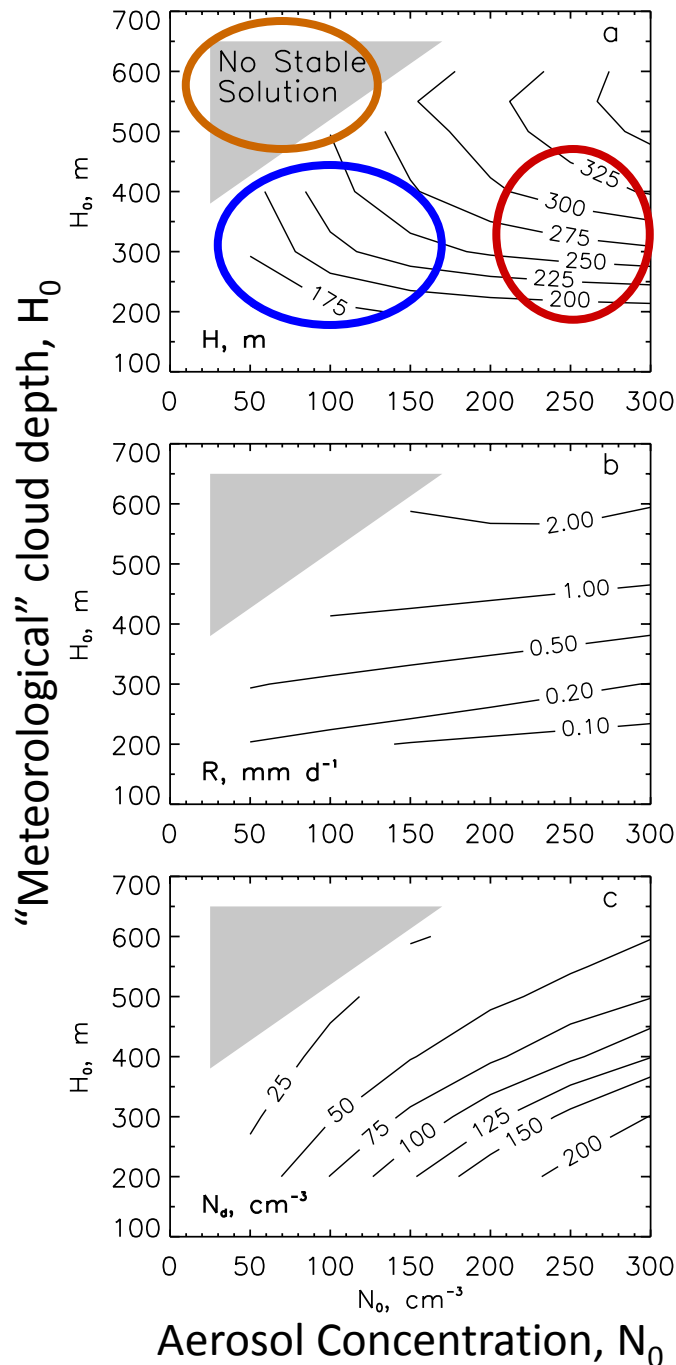 “Meteorological” cloud depth, H₀
a
700
600
500
400
300
200
100
H₀, m
No Stable
Solution
325
300
275
250
225
200
175
H, m
0 50 100 150 200 250 300
b
700
600
500
400
300
200
100
H₀, m
2.00
1.00
0.50
0.20
0.10
R, mm d⁻¹
0 50 100 150 200 250 300
c
700
600
500
400
300
200
100
H₀, m
25
50
75
100
125
150
200
N_d, cm⁻³
0 50 100 150 200 250 300
N₀, cm⁻³
Aerosol Concentration, N₀